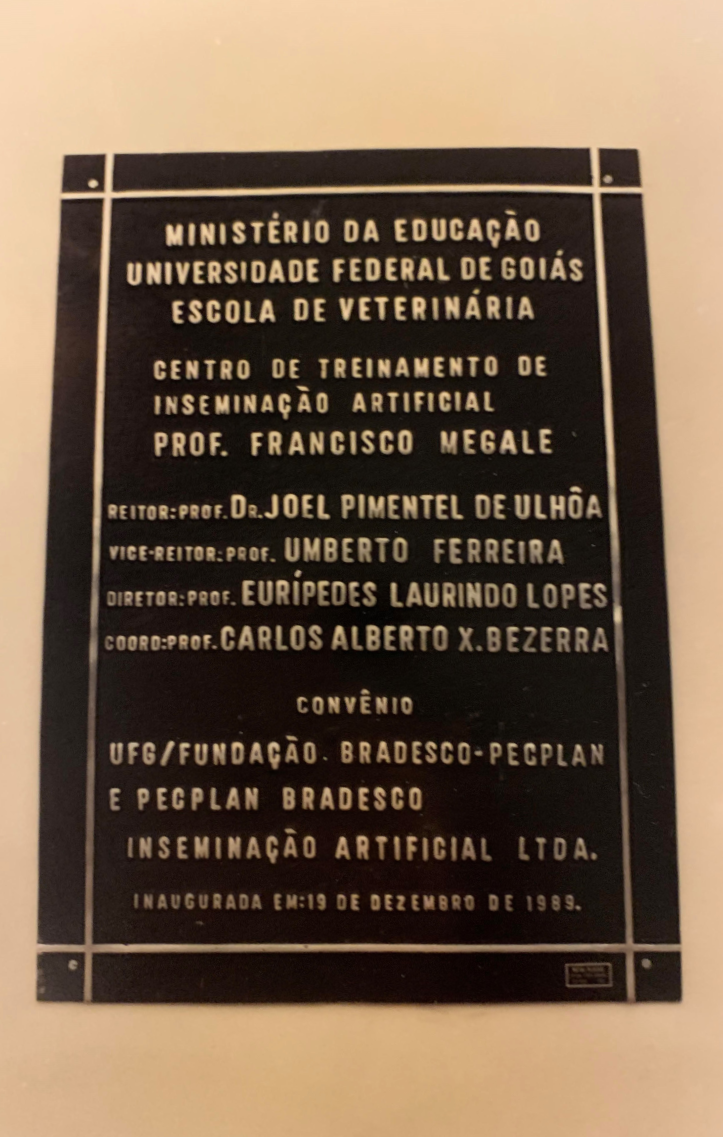 MINISTÉRIO DA EDUCAÇÃO
UNIVERSIDADE FEDERAL DE GOIÁS
ESCOLA DE VETERINÁRIA
CENTRO DE TREINAMENTO DE
INSEMINAÇÃO ARTIFICIAL
PROF. FRANCISCO MEGALE
REITOR:PROF.DR.JOEL PIMENTEL DE ULHÔA
VICE-REITOR:PROF. UMBERTO FERREIRA
DIRETOR:PROF. EURÍPEDES LAURINDO LOPES
COORD:PROF.CARLOS ALBERTO X.BEZERRA
CONVÊNIO
UFG/FUNDAÇÃO. BRADESCO-PECPLAN
E PECPLAN BRADESCO
INSEMINAÇÃO ARTIFICIAL LTDA.
INAUGURADA EM:19 DE DEZEMBRO DE 1989.